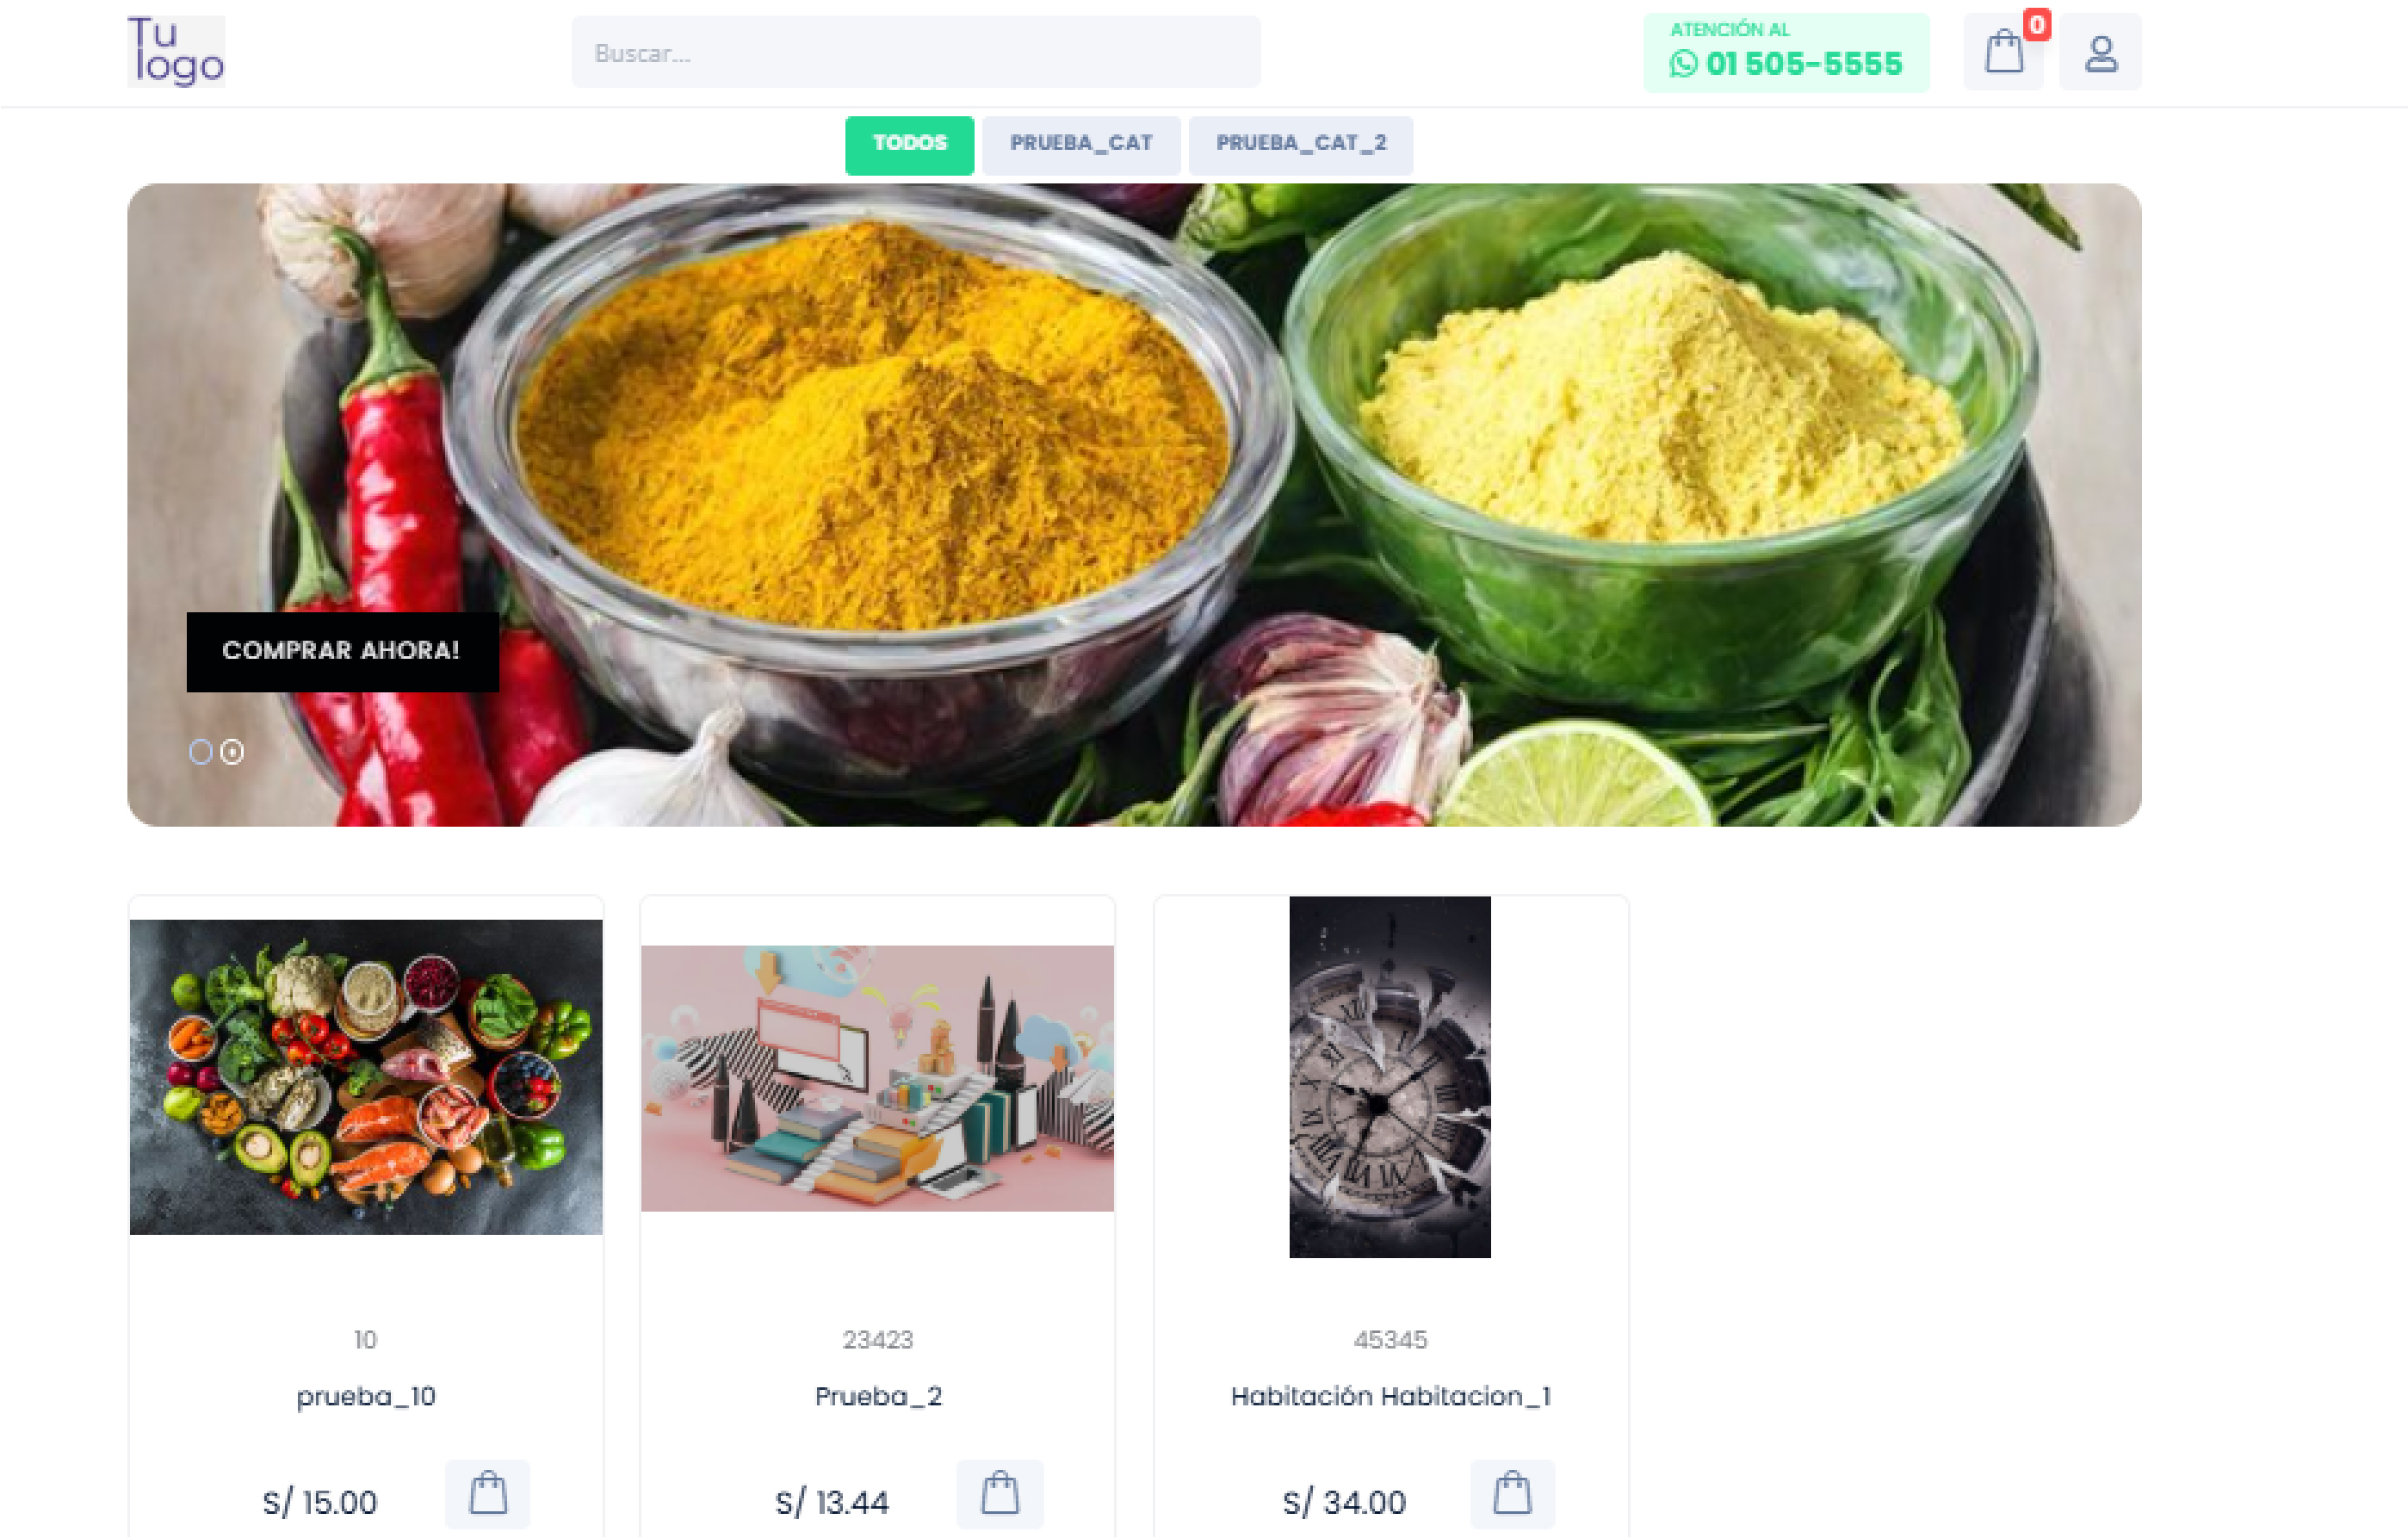 Tu
logo
Buscar...
ATENCIÓN AL
01 505-5555
0
TODOS
PRUEBA_CAT
PRUEBA_CAT_2
COMPRAR AHORA!
10
prueba_10
S/ 15.00
23423
Prueba_2
S/ 13.44
45345
Habitación Habitacion_1
S/ 34.00